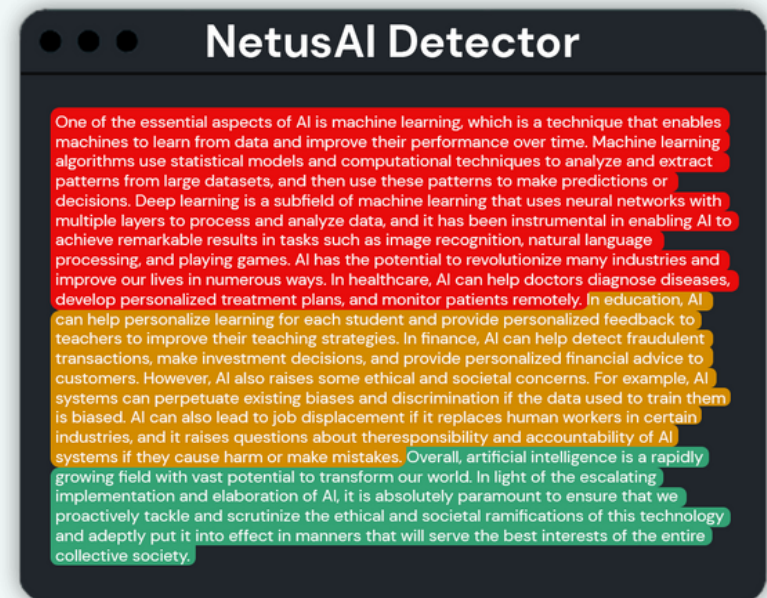 NetusAI Detector
One of the essential aspects of AI is machine learning, which is a technique that enables
machines to learn from data and improve their performance over time. Machine learning
algorithms use statistical models and computational techniques to analyze and extract
patterns from large datasets, and then use these patterns to make predictions or
decisions. Deep learning is a subfield of machine learning that uses neural networks with
multiple layers to process and analyze data, and it has been instrumental in enabling AI to
achieve remarkable results in tasks such as image recognition, natural language
processing, and playing games. AI has the potential to revolutionize many industries and
improve our lives in numerous ways. In healthcare, AI can help doctors diagnose diseases,
develop personalized treatment plans, and monitor patients remotely. In education, AI
can help personalize learning for each student and provide personalized feedback to
teachers to improve their teaching strategies. In finance, AI can help detect fraudulent
transactions, make investment decisions, and provide personalized financial advice to
customers. However, AI also raises some ethical and societal concerns. For example, AI
systems can perpetuate existing biases and discrimination if the data used to train them
is biased. AI can also lead to job displacement if it replaces human workers in certain
industries, and it raises questions about theresponsibility and accountability of AI
systems if they cause harm or make mistakes. Overall, artificial intelligence is a rapidly
growing field with vast potential to transform our world. In light of the escalating
implementation and elaboration of AI, it is absolutely paramount to ensure that we
proactively tackle and scrutinize the ethical and societal ramifications of this technology
and adeptly put it into effect in manners that will serve the best interests of the entire
collective society.